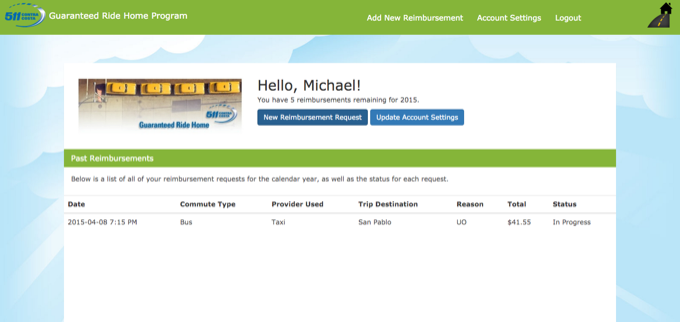 511 CONTRA COSTA Guaranteed Ride Home Program Add New Reimbursement Account Settings Logout
Hello, Michael!
You have 5 reimbursements remaining for 2015.
New Reimbursement Request Update Account Settings
511
Guaranteed Ride Home
Past Reimbursements
Below is a list of all of your reimbursement requests for the calendar year, as well as the status for each request.
Date Commute Type Provider Used Trip Destination Reason Total Status
2015-04-08 7:15 PM Bus Taxi San Pablo UO $41.55 In Progress